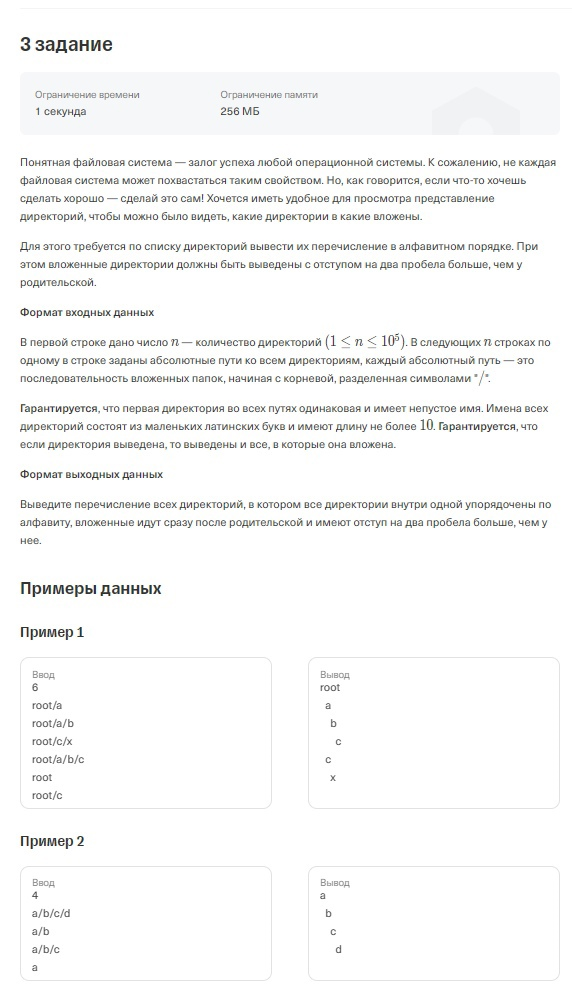 3 задание
Ограничение времени
Ограничение памяти
1 секунда
256 МБ
Понятная файловая система — залог успеха любой операционной системы. К сожалению, не каждая
файловая система может похвастаться таким свойством. Но, как говорится, если что-то хочешь
сделать хорошо — сделай это сам! Хочется иметь удобное для просмотра представление
директорий, чтобы можно было видеть, какие директории в какие вложены.
Для этого требуется по списку директорий вывести их перечисление в алфавитном порядке. При
этом вложенные директории должны быть выведены с отступом на два пробела больше, чем у
родительской.
Формат входных данных
В первой строке дано число n — количество директорий (1 ≤ n ≤ 10⁵). В следующих n строках по
одному в строке заданы абсолютные пути ко всем директориям, каждый абсолютный путь — это
последовательность вложенных папок, начиная с корневой, разделенная символами "/".
Гарантируется, что первая директория во всех путях одинаковая и имеет непустое имя. Имена всех
директорий состоят из маленьких латинских букв и имеют длину не более 10. Гарантируется, что
если директория выведена, то выведены и все, в которые она вложена.
Формат выходных данных
Выведите перечисление всех директорий, в котором все директории внутри одной упорядочены по
алфавиту, вложенные идут сразу после родительской и имеют отступ на два пробела больше, чем у
нее.
Примеры данных
Пример 1
Ввод
6
root/a
root/a/b
root/c/x
root/a/b/c
root
root/c
Вывод
root
  a
    b
      c
  c
    x
Пример 2
Ввод
4
a/b/c/d
a/b
a/b/c
a
Вывод
a
  b
    c
      d